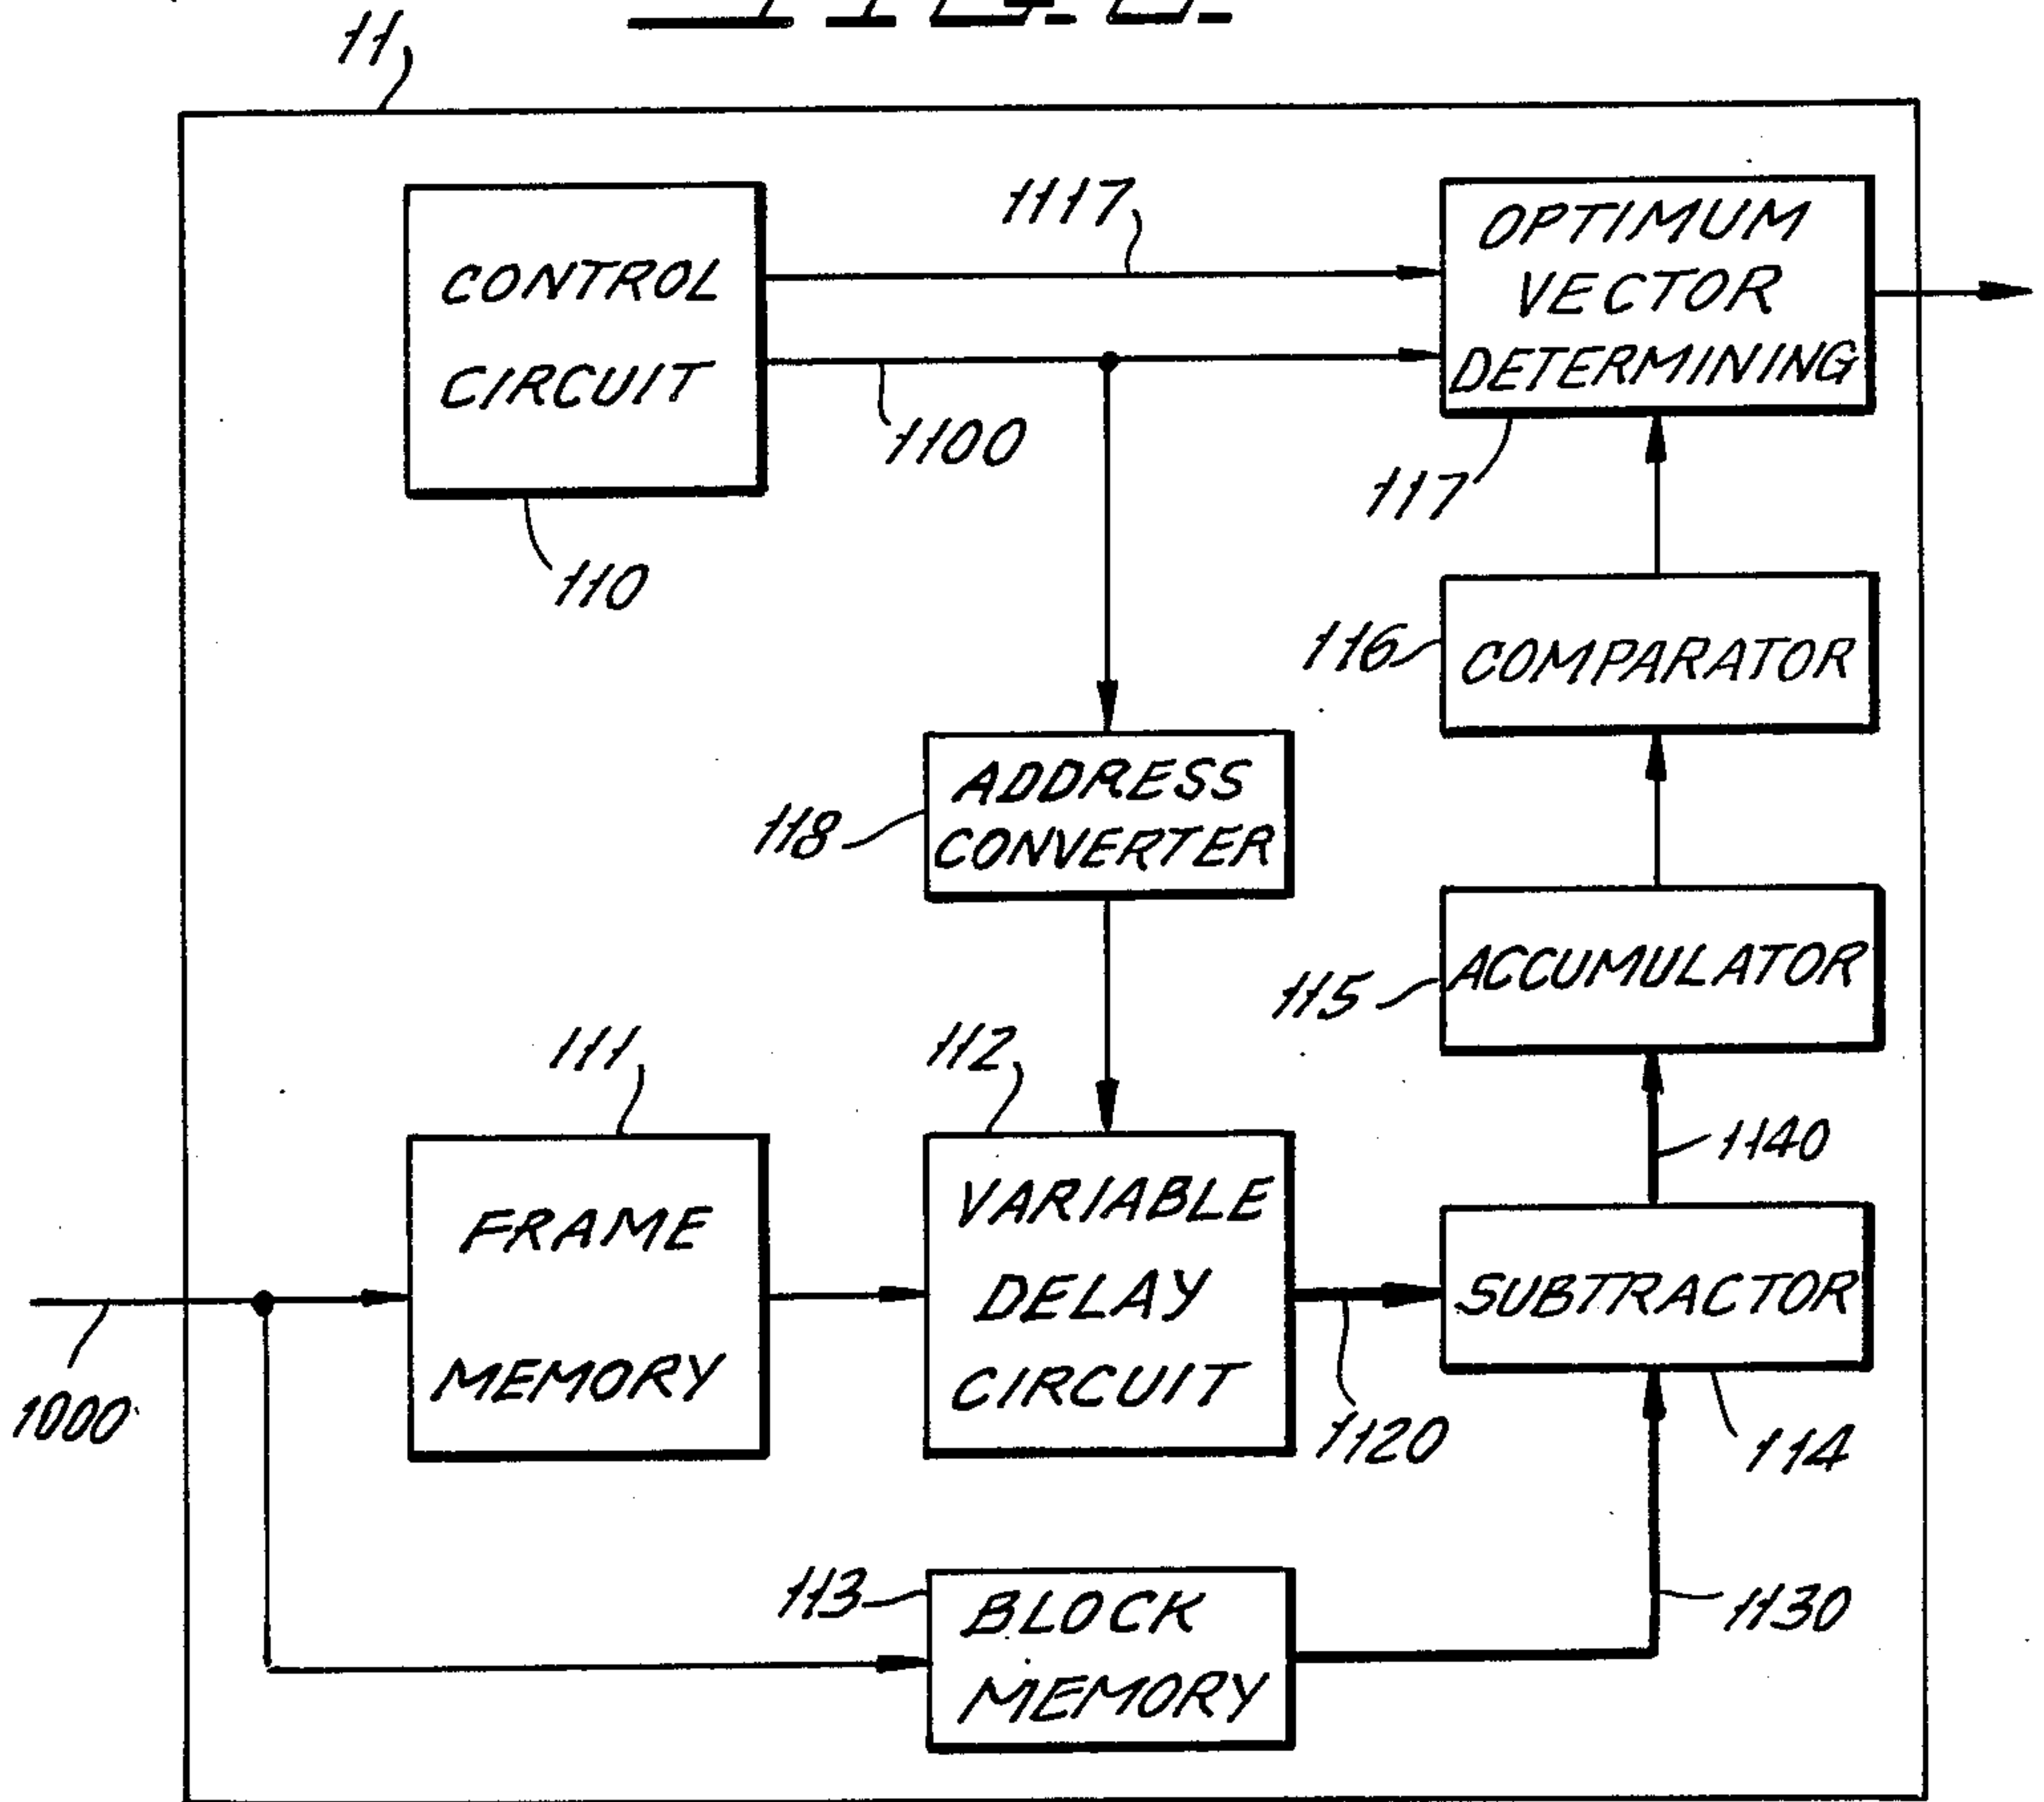 11
1117
CONTROL
CIRCUIT
1100
110
OPTIMUM
VECTOR
DETERMINING
117
116
COMPARATOR
118
ADDRESS
CONVERTER
115
ACCUMULATOR
111
112
1140
FRAME
MEMORY
VARIABLE
DELAY
CIRCUIT
SUBTRACTOR
1000
1120
114
113
BLOCK
MEMORY
1130